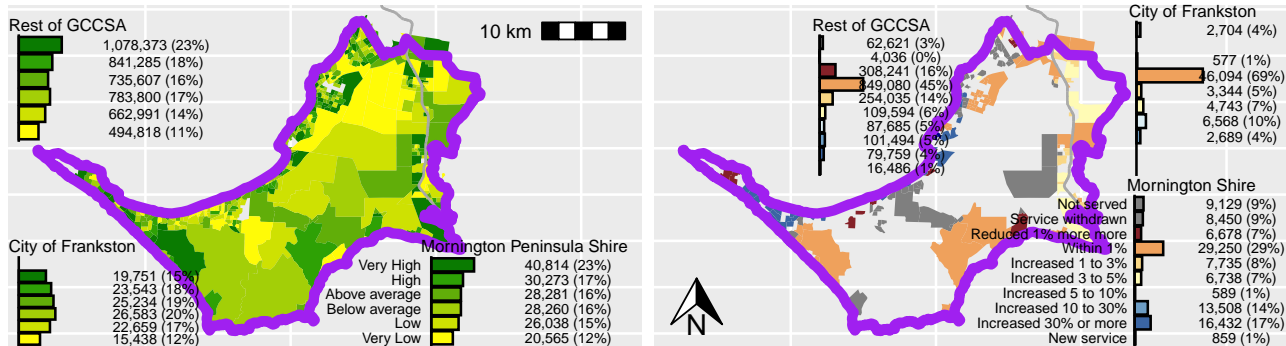 Rest of GCCSA
1,078,373 (23%)
841,285 (18%)
735,607 (16%)
783,800 (17%)
662,991 (14%)
494,818 (11%)
10 km
City of Frankston
19,751 (15%)
23,543 (18%)
25,234 (19%)
26,583 (20%)
22,659 (17%)
15,438 (12%)
Mornington Peninsula Shire
Very High 40,814 (23%)
High 30,273 (17%)
Above average 28,281 (16%)
Below average 28,260 (16%)
Low 26,038 (15%)
Very Low 20,565 (12%)
Rest of GCCSA
62,621 (3%)
4,036 (0%)
308,241 (16%)
849,080 (45%)
254,035 (14%)
109,594 (6%)
87,685 (5%)
101,494 (5%)
79,759 (4%)
16,486 (1%)
City of Frankston
2,704 (4%)
577 (1%)
46,094 (69%)
3,344 (5%)
4,743 (7%)
6,568 (10%)
2,689 (4%)
Mornington Shire
Not served 9,129 (9%)
Service withdrawn 8,450 (9%)
Reduced 1% more more 6,678 (7%)
Within 1% 29,250 (29%)
Increased 1 to 3% 7,735 (8%)
Increased 3 to 5% 6,738 (7%)
Increased 5 to 10% 589 (1%)
Increased 10 to 30% 13,508 (14%)
Increased 30% or more 16,432 (17%)
New service 859 (1%)
N